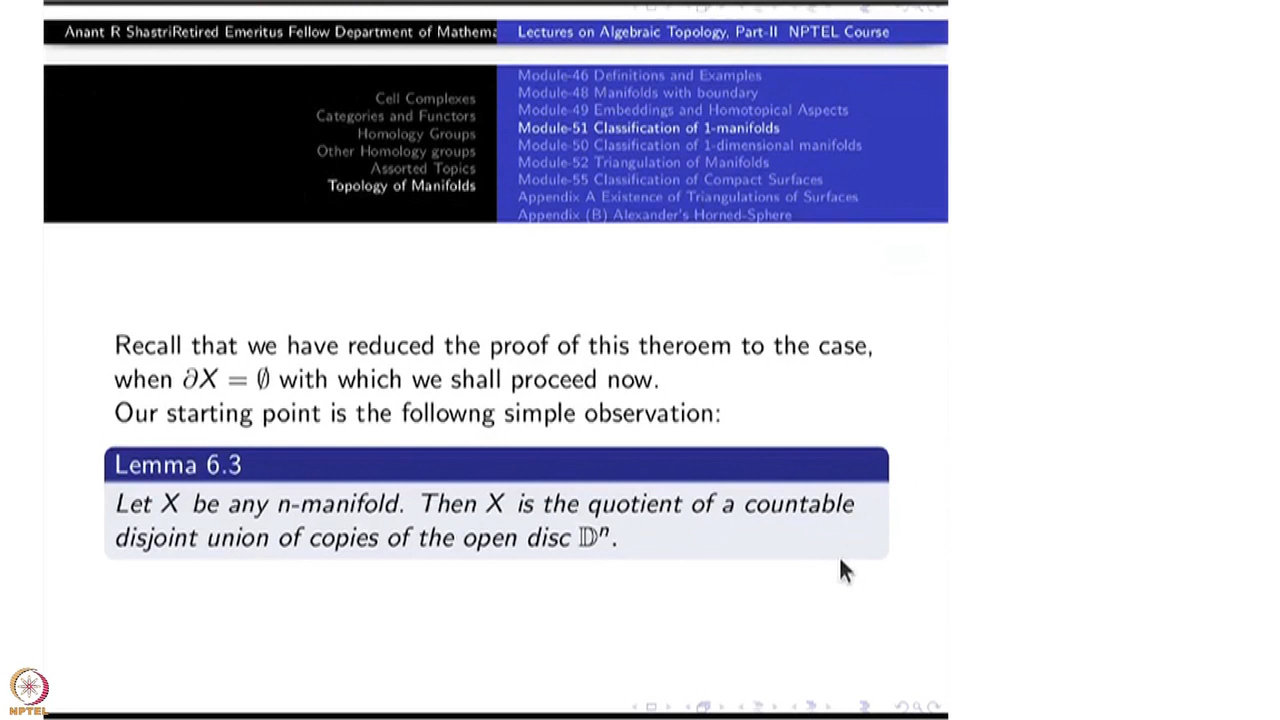 Anant R ShastriRetired Emeritus Fellow Department of Mathema
Lectures on Algebraic Topology, Part-II NPTEL Course
Cell Complexes
Categories and Functors
Homology Groups
Other Homology groups
Assorted Topics
Topology of Manifolds
Module-46 Definitions and Examples
Module-48 Manifolds with boundary
Module-49 Embeddings and Homotopical Aspects
Module-51 Classification of 1-manifolds
Module-50 Classification of 1-dimensional manifolds
Module-52 Triangulation of Manifolds
Module-55 Classification of Compact Surfaces
Appendix A Existence of Triangulations of Surfaces
Appendix (B) Alexander's Horned-Sphere
Recall that we have reduced the proof of this theroem to the case,
when ∂X = ∅ with which we shall proceed now.
Our starting point is the followng simple observation:
Lemma 6.3
Let X be any n-manifold. Then X is the quotient of a countable
disjoint union of copies of the open disc 𝔻ⁿ.
NPTEL